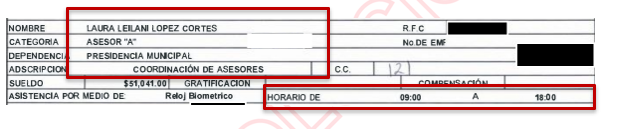 NOMBRE LAURA LEILANI LOPEZ CORTES R.F.C
CATEGORIA ASESOR "A" No.DE EMF
DEPENDENCIA PRESIDENCIA MUNICIPAL
ADSCRIPCION COORDINACIÓN DE ASESORES C.C. 121
SUELDO $51,041.00 GRATIFICACION COMPENSACIÓN
ASISTENCIA POR MEDIO DE Reloj Biometrico HORARIO DE 09:00 A 18:00